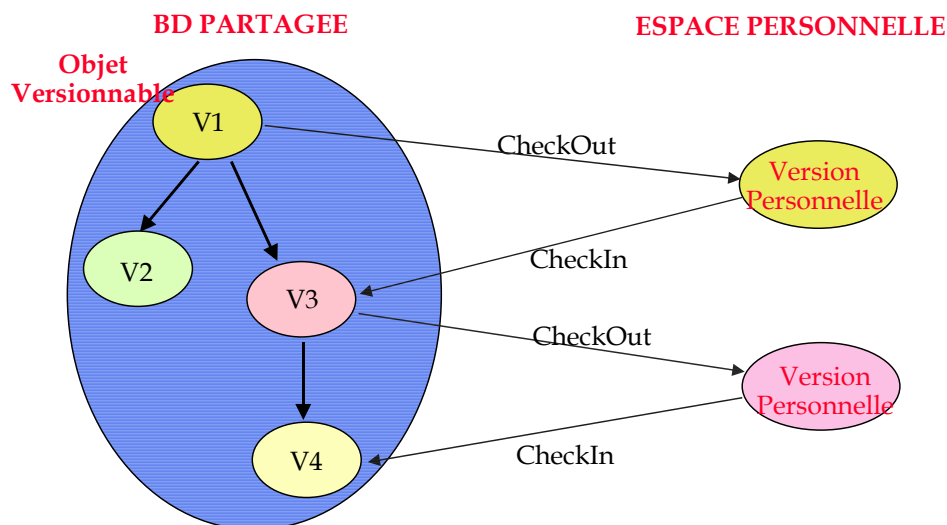 BD PARTAGEE
ESPACE PERSONNELLE
Objet
Versionnable
V1
CheckOut
Version
Personnelle
V2
CheckIn
V3
CheckOut
Version
Personnelle
V4
CheckIn